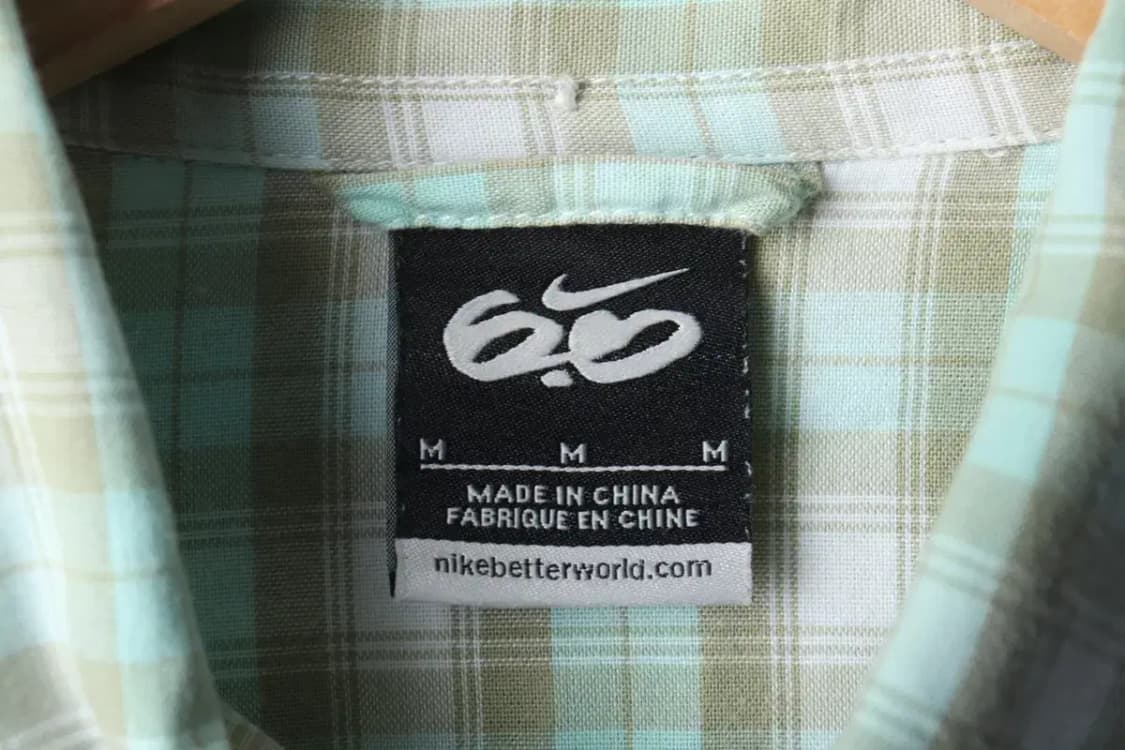 6.0
M M M
MADE IN CHINA
FABRIQUE EN CHINE
nikebetterworld.com